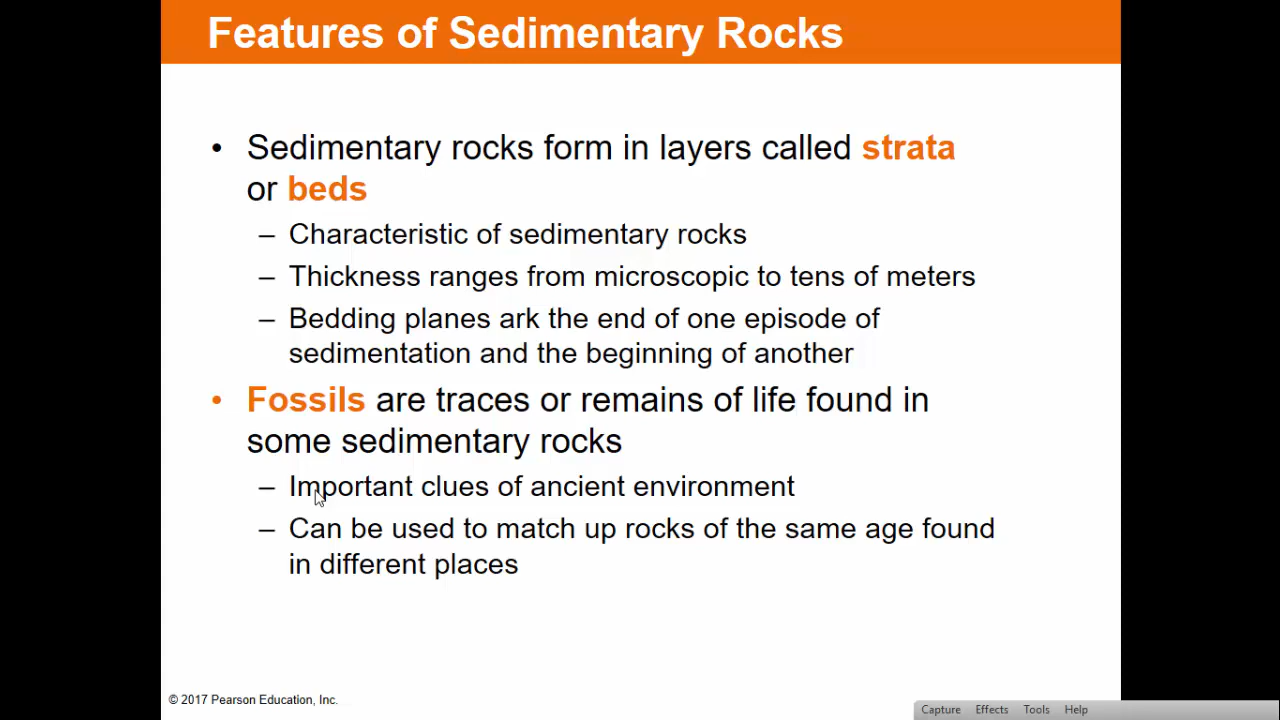 Features of Sedimentary Rocks
• Sedimentary rocks form in layers called strata
or beds
– Characteristic of sedimentary rocks
– Thickness ranges from microscopic to tens of meters
– Bedding planes ark the end of one episode of
sedimentation and the beginning of another
• Fossils are traces or remains of life found in
some sedimentary rocks
– Important clues of ancient environment
– Can be used to match up rocks of the same age found
in different places
© 2017 Pearson Education, Inc.
Capture Effects Tools Help